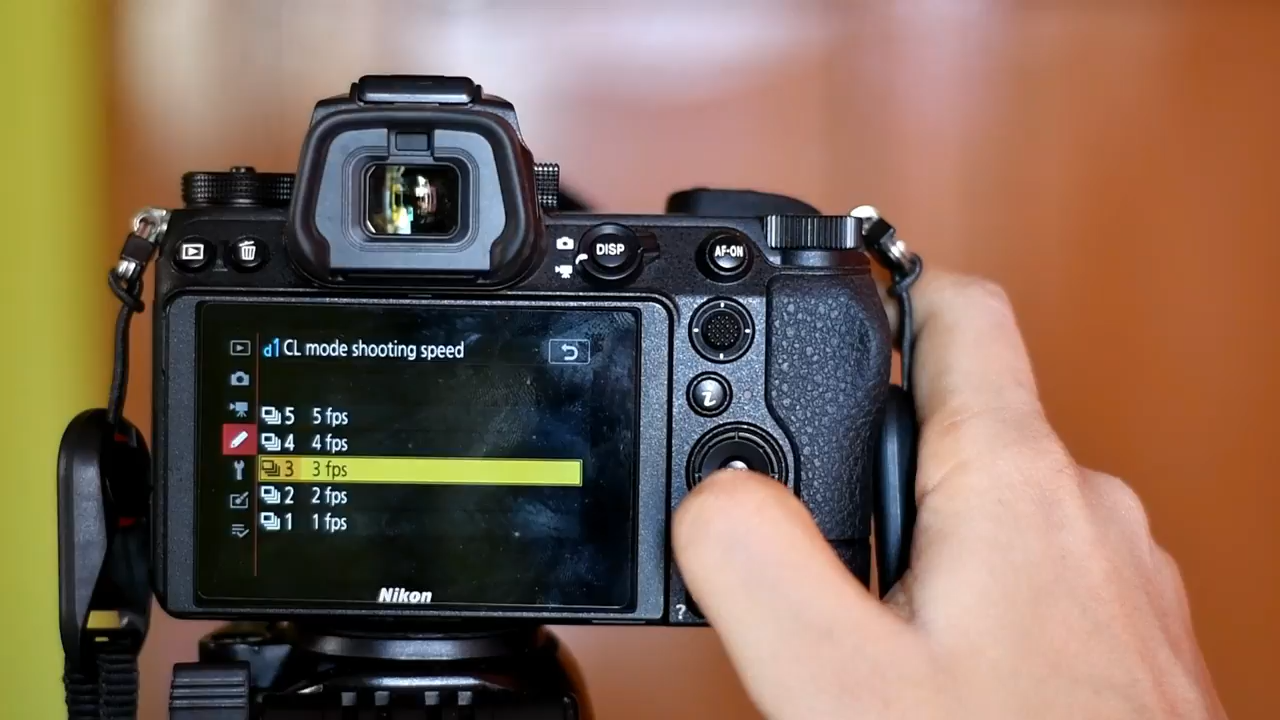 DISP
AF-ON
i
d1 CL mode shooting speed
5 5 fps
4 4 fps
3 3 fps
2 2 fps
1 1 fps
Nikon
?